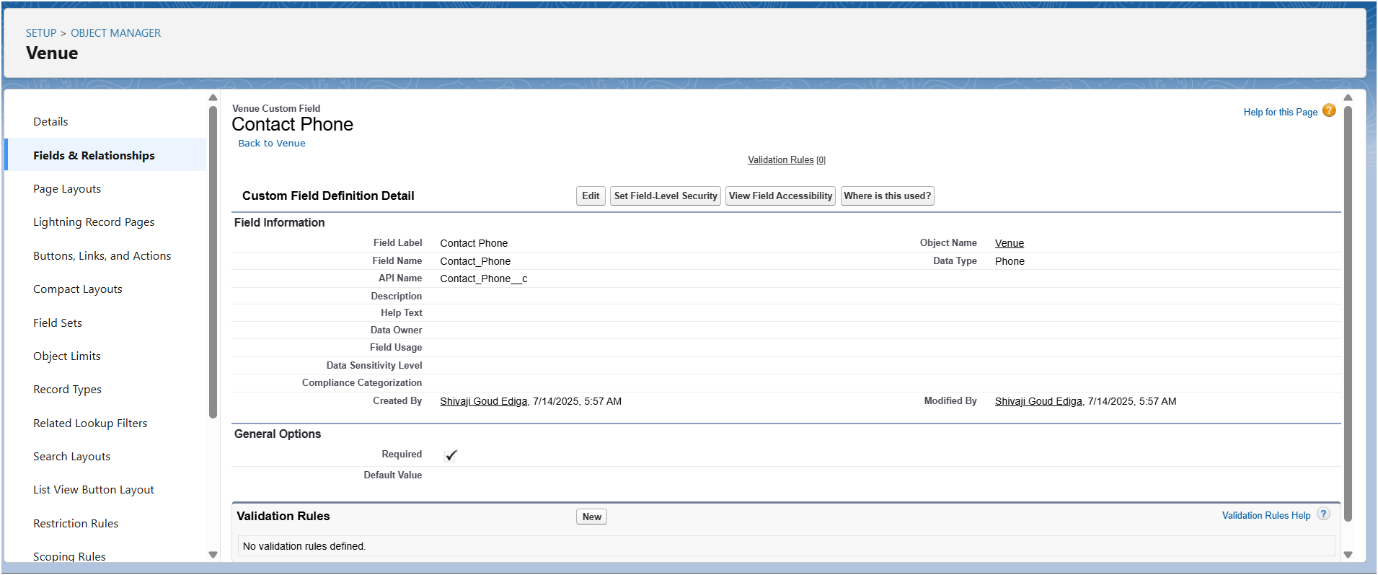 SETUP > OBJECT MANAGER
Venue
Details
Fields & Relationships
Page Layouts
Lightning Record Pages
Buttons, Links, and Actions
Compact Layouts
Field Sets
Object Limits
Record Types
Related Lookup Filters
Search Layouts
List View Button Layout
Restriction Rules
Scoping Rules
Venue Custom Field
Contact Phone
Back to Venue
Help for this Page ?
Validation Rules [0]
Custom Field Definition Detail Edit Set Field-Level Security View Field Accessibility Where is this used?
Field Information
Field Label Contact Phone Object Name Venue
Field Name Contact_Phone Data Type Phone
API Name Contact_Phone__c
Description
Help Text
Data Owner
Field Usage
Data Sensitivity Level
Compliance Categorization
Created By Shivaji Goud Ediga, 7/14/2025, 5:57 AM Modified By Shivaji Goud Ediga, 7/14/2025, 5:57 AM
General Options
Required
Default Value
Validation Rules New Validation Rules Help ?
No validation rules defined.